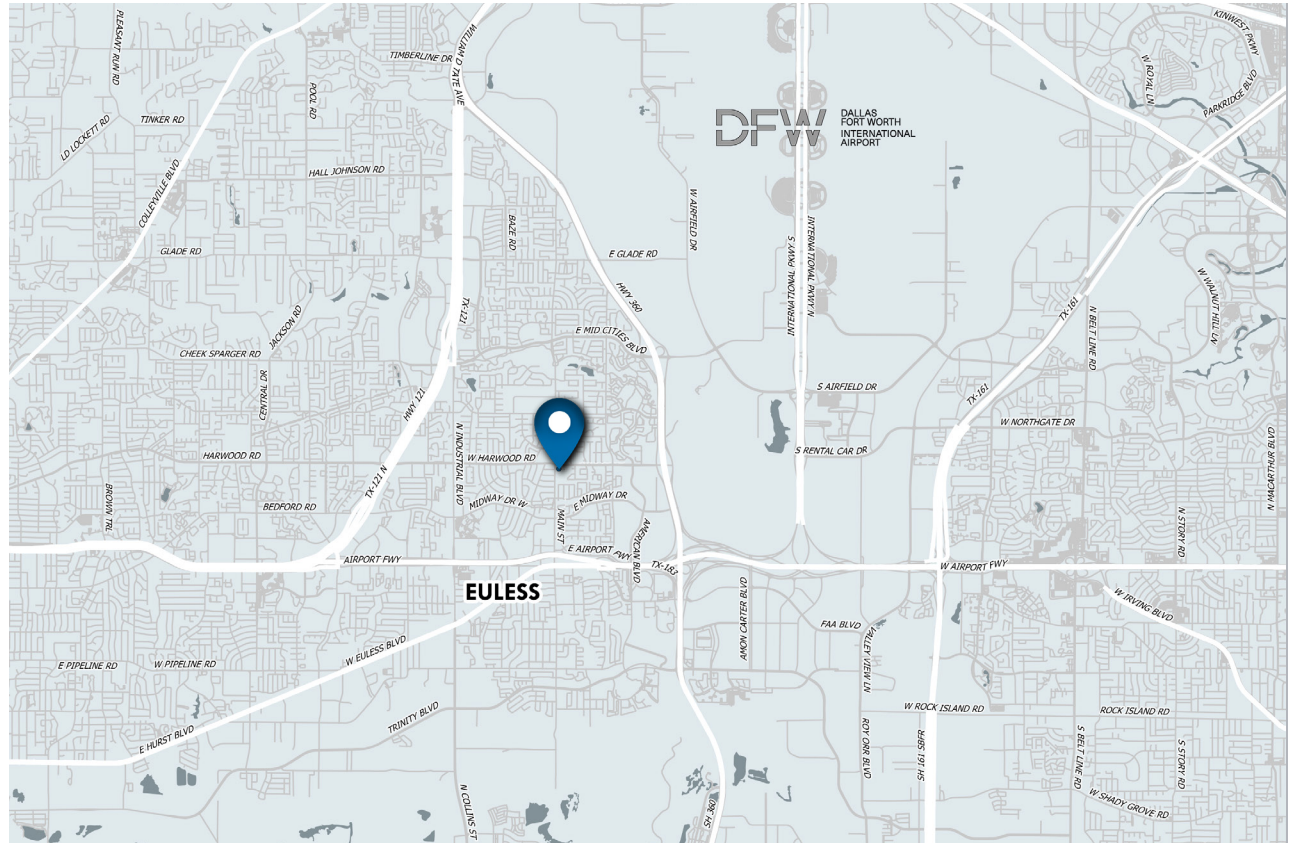 PLEASANT RUN RD
TIMBERLINE DR
WILLIAM D TATE AVE
KINWEST PKWY
W ROYAL LN
PARKRIDGE BLVD
POOL RD
TINKER RD
LD LOCKETT RD
DFW
DALLAS
FORT WORTH
INTERNATIONAL
AIRPORT
HALL JOHNSON RD
COLLEYVILLE BLVD
BAZE RD
W AIRFIELD DR
GLADE RD
E GLADE RD
INTERNATIONAL PKWY S
INTERNATIONAL PKWY N
W WALNUT HILL LN
HWY 360
TX-121
TX-161
N BELT LINE RD
JACKSON RD
E MID CITIES BLVD
CHEEK SPARGER RD
CENTRAL DR
HWY 121
S AIRFIELD DR
TX-161
W NORTHGATE DR
N MACARTHUR BLVD
HARWOOD RD
N INDUSTRIAL BLVD
W HARWOOD RD
S RENTAL CAR DR
TX-121 N
BROWN TRL
BEDFORD RD
MIDWAY DR W
E MIDWAY DR
MAIN ST
AMERICAN BLVD
N STORY RD
AIRPORT FWY
E AIRPORT FWY
TX-183
W AIRPORT FWY
EULESS
AMON CARTER BLVD
W IRVING BLVD
FAA BLVD
VALLEY VIEW LN
W EULESS BLVD
E PIPELINE RD
W PIPELINE RD
TRINITY BLVD
W ROCK ISLAND RD
ROCK ISLAND RD
E HURST BLVD
ROY ORR BLVD
SH 161 SBFR
S BELT LINE RD
S STORY RD
N COLLINS ST
SH 360
W SHADY GROVE RD